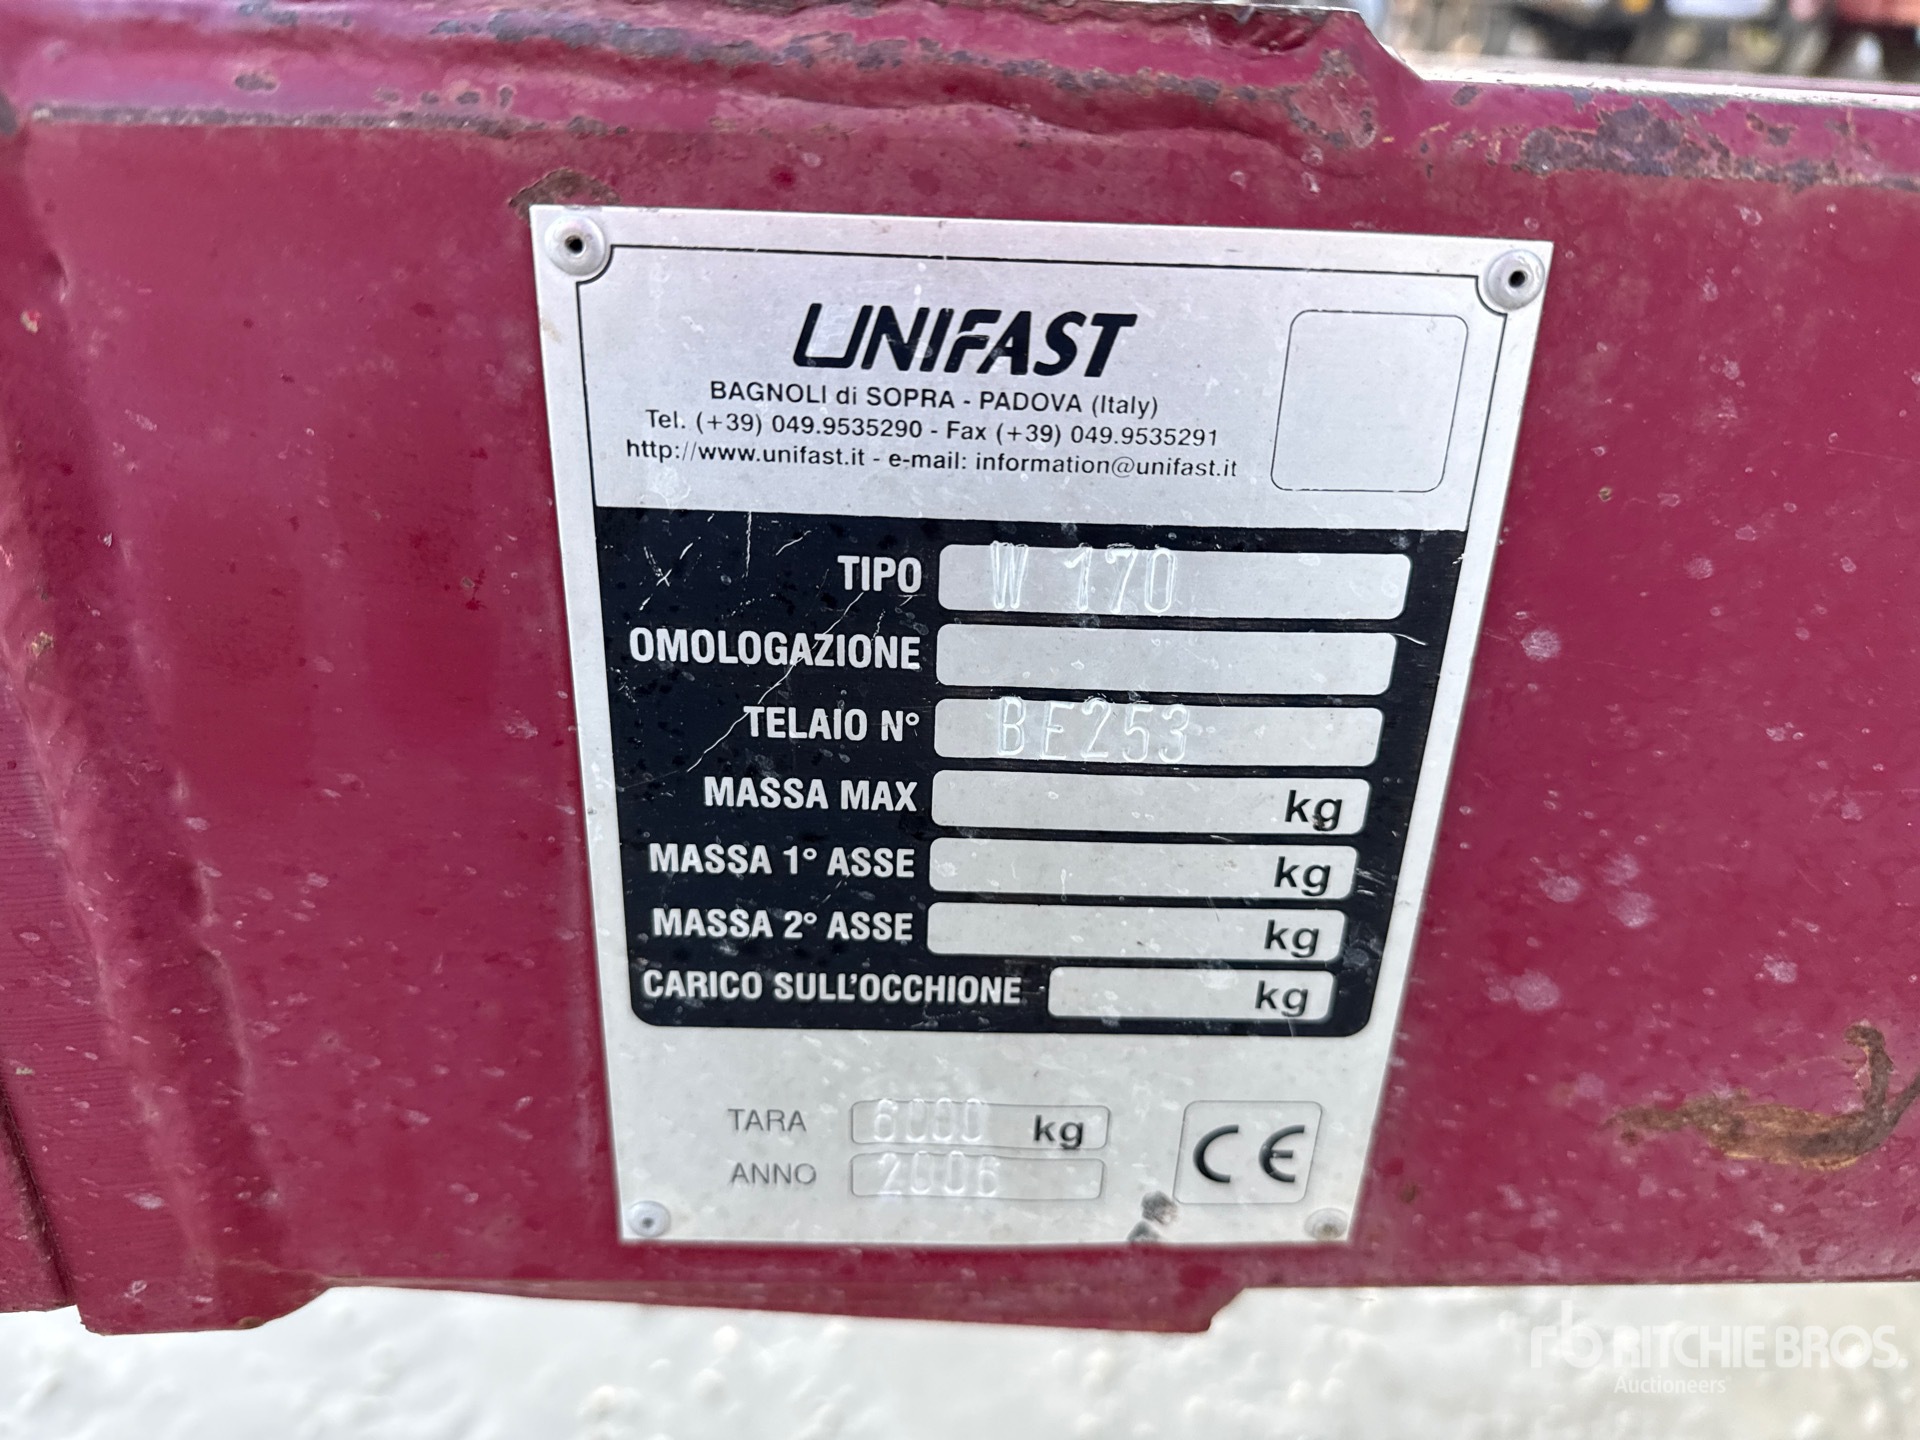 UNIFAST
BAGNOLI di SOPRA - PADOVA (Italy)
Tel. (+39) 049.9535290 - Fax (+39) 049.9535291
http://www.unifast.it - e-mail: information@unifast.it
TIPO W 170
OMOLOGAZIONE
TELAIO N° BE253
MASSA MAX kg
MASSA 1° ASSE kg
MASSA 2° ASSE kg
CARICO SULL'OCCHIONE kg
TARA 6000 kg
ANNO 2006
CE
rb RITCHIE BROS.
Auctioneers